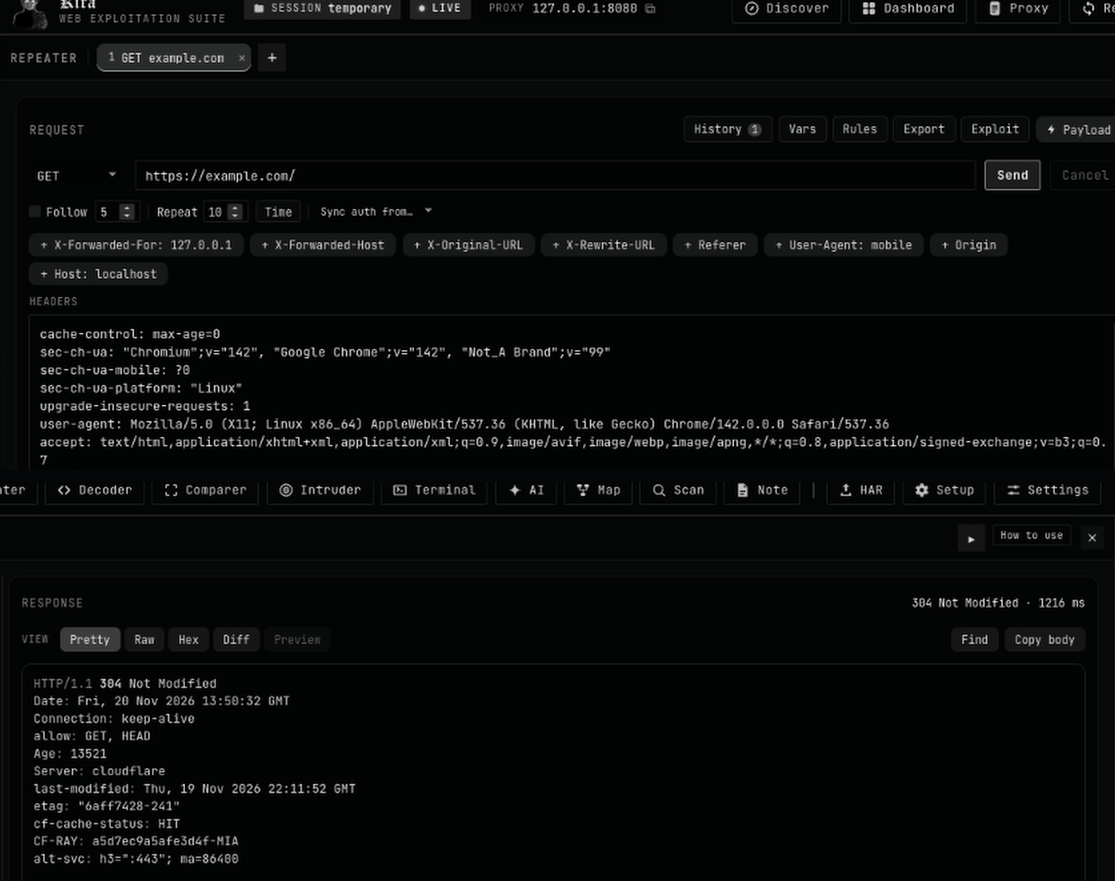 Kira
WEB EXPLOITATION SUITE
SESSION temporary
LIVE
PROXY 127.0.0.1:8080
Discover
Dashboard
Proxy
Re
REPEATER
1 GET example.com ×
+
REQUEST
History 1
Vars
Rules
Export
Exploit
Payload
GET
https://example.com/
Send
Cancel
Follow 5
Repeat 10
Time
Sync auth from…
+ X-Forwarded-For: 127.0.0.1
+ X-Forwarded-Host
+ X-Original-URL
+ X-Rewrite-URL
+ Referer
+ User-Agent: mobile
+ Origin
+ Host: localhost
HEADERS
cache-control: max-age=0
sec-ch-ua: "Chromium";v="142", "Google Chrome";v="142", "Not_A Brand";v="99"
sec-ch-ua-mobile: ?0
sec-ch-ua-platform: "Linux"
upgrade-insecure-requests: 1
user-agent: Mozilla/5.0 (X11; Linux x86_64) AppleWebKit/537.36 (KHTML, like Gecko) Chrome/142.0.0.0 Safari/537.36
accept: text/html,application/xhtml+xml,application/xml;q=0.9,image/avif,image/webp,image/apng,*/*;q=0.8,application/signed-exchange;v=b3;q=0.
7
ter
Decoder
Comparer
Intruder
Terminal
AI
Map
Scan
Note
HAR
Setup
Settings
How to use
×
RESPONSE
304 Not Modified · 1216 ms
VIEW
Pretty
Raw
Hex
Diff
Preview
Find
Copy body
HTTP/1.1 304 Not Modified
Date: Fri, 20 Nov 2026 13:50:32 GMT
Connection: keep-alive
allow: GET, HEAD
Age: 13521
Server: cloudflare
last-modified: Thu, 19 Nov 2026 22:11:52 GMT
etag: "6aff7428-241"
cf-cache-status: HIT
CF-RAY: a5d7ec9a5afe3d4f-MIA
alt-svc: h3=":443"; ma=86400